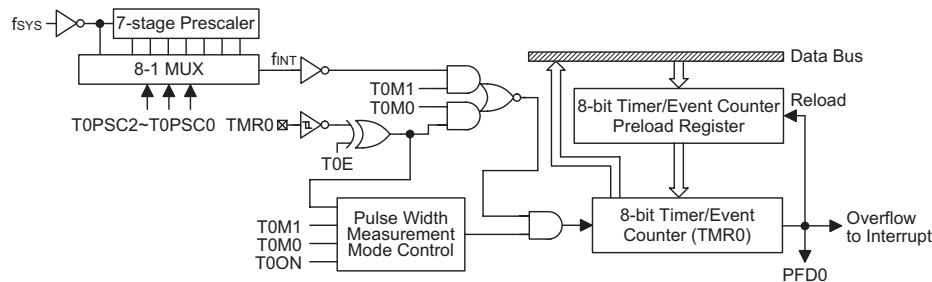 fSYS
7-stage Prescaler
8-1 MUX
fINT
T0PSC2~T0PSC0
TMR0
T0M1
T0M0
T0E
T0M1
T0M0
T0ON
Pulse Width
Measurement
Mode Control
Data Bus
8-bit Timer/Event Counter
Preload Register
Reload
8-bit Timer/Event
Counter (TMR0)
Overflow
to Interrupt
PFD0